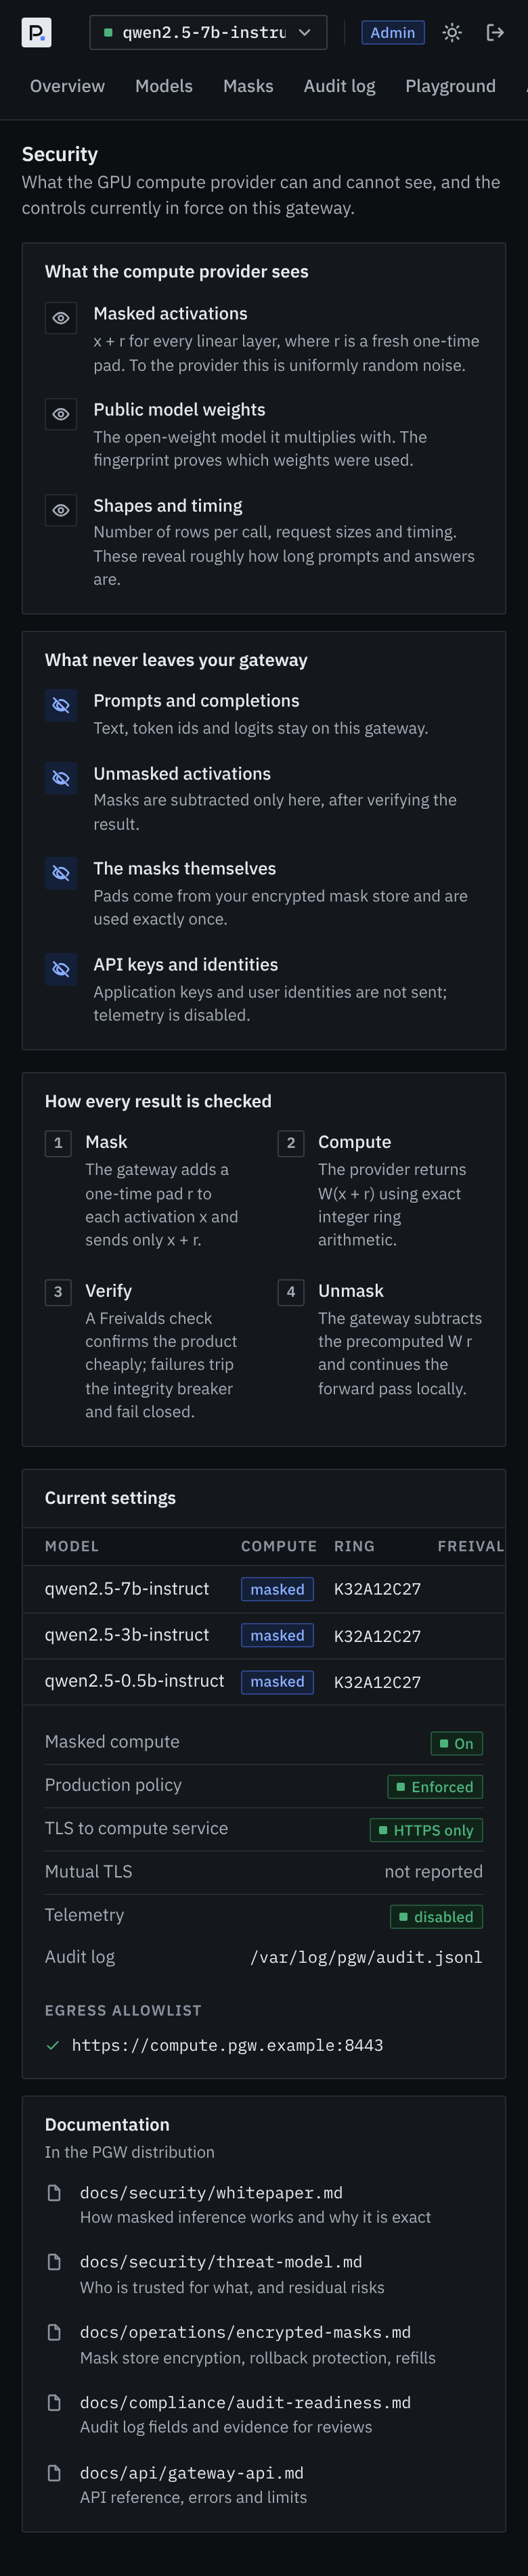 P.
qwen2.5-7b-instru
Admin
Overview Models Masks Audit log Playground
Security
What the GPU compute provider can and cannot see, and the
controls currently in force on this gateway.
What the compute provider sees
Masked activations
x + r for every linear layer, where r is a fresh one-time
pad. To the provider this is uniformly random noise.
Public model weights
The open-weight model it multiplies with. The
fingerprint proves which weights were used.
Shapes and timing
Number of rows per call, request sizes and timing.
These reveal roughly how long prompts and answers
are.
What never leaves your gateway
Prompts and completions
Text, token ids and logits stay on this gateway.
Unmasked activations
Masks are subtracted only here, after verifying the
result.
The masks themselves
Pads come from your encrypted mask store and are
used exactly once.
API keys and identities
Application keys and user identities are not sent;
telemetry is disabled.
How every result is checked
1 Mask
The gateway adds a
one-time pad r to
each activation x and
sends only x + r.
2 Compute
The provider returns
W(x + r) using exact
integer ring
arithmetic.
3 Verify
A Freivalds check
confirms the product
cheaply; failures trip
the integrity breaker
and fail closed.
4 Unmask
The gateway subtracts
the precomputed W r
and continues the
forward pass locally.
Current settings
MODEL COMPUTE RING FREIVAL
qwen2.5-7b-instruct masked K32A12C27
qwen2.5-3b-instruct masked K32A12C27
qwen2.5-0.5b-instruct masked K32A12C27
Masked compute On
Production policy Enforced
TLS to compute service HTTPS only
Mutual TLS not reported
Telemetry disabled
Audit log /var/log/pgw/audit.jsonl
EGRESS ALLOWLIST
https://compute.pgw.example:8443
Documentation
In the PGW distribution
docs/security/whitepaper.md
How masked inference works and why it is exact
docs/security/threat-model.md
Who is trusted for what, and residual risks
docs/operations/encrypted-masks.md
Mask store encryption, rollback protection, refills
docs/compliance/audit-readiness.md
Audit log fields and evidence for reviews
docs/api/gateway-api.md
API reference, errors and limits